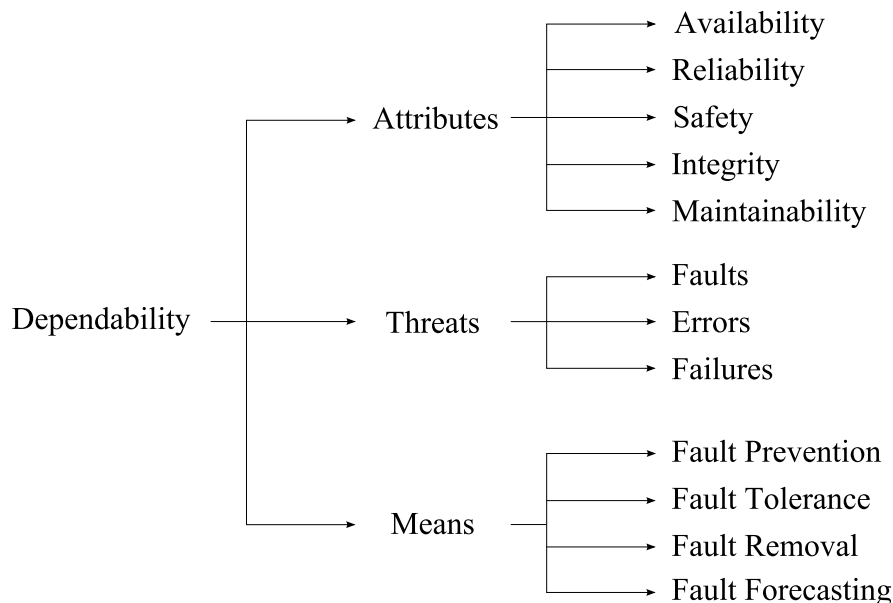 Dependability
Attributes
Availability
Reliability
Safety
Integrity
Maintainability
Threats
Faults
Errors
Failures
Means
Fault Prevention
Fault Tolerance
Fault Removal
Fault Forecasting